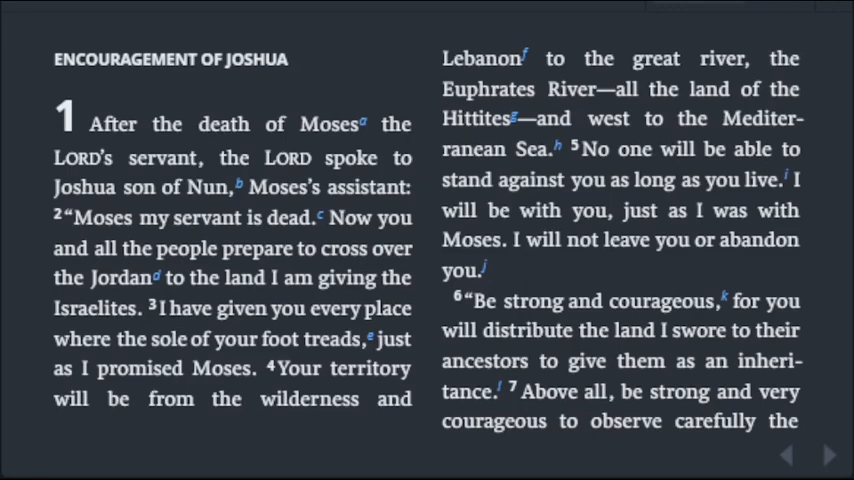 ENCOURAGEMENT OF JOSHUA
1 After the death of Mosesa the
LORD's servant, the LORD spoke to
Joshua son of Nun,b Moses's assistant:
2"Moses my servant is dead.c Now you
and all the people prepare to cross over
the Jordand to the land I am giving the
Israelites. 3I have given you every place
where the sole of your foot treads,e just
as I promised Moses. 4Your territory
will be from the wilderness and
Lebanonf to the great river, the
Euphrates River—all the land of the
Hittitesg—and west to the Mediter-
ranean Sea.h 5No one will be able to
stand against you as long as you live.i I
will be with you, just as I was with
Moses. I will not leave you or abandon
you.j
6"Be strong and courageous,k for you
will distribute the land I swore to their
ancestors to give them as an inheri-
tance.l 7 Above all, be strong and very
courageous to observe carefully the